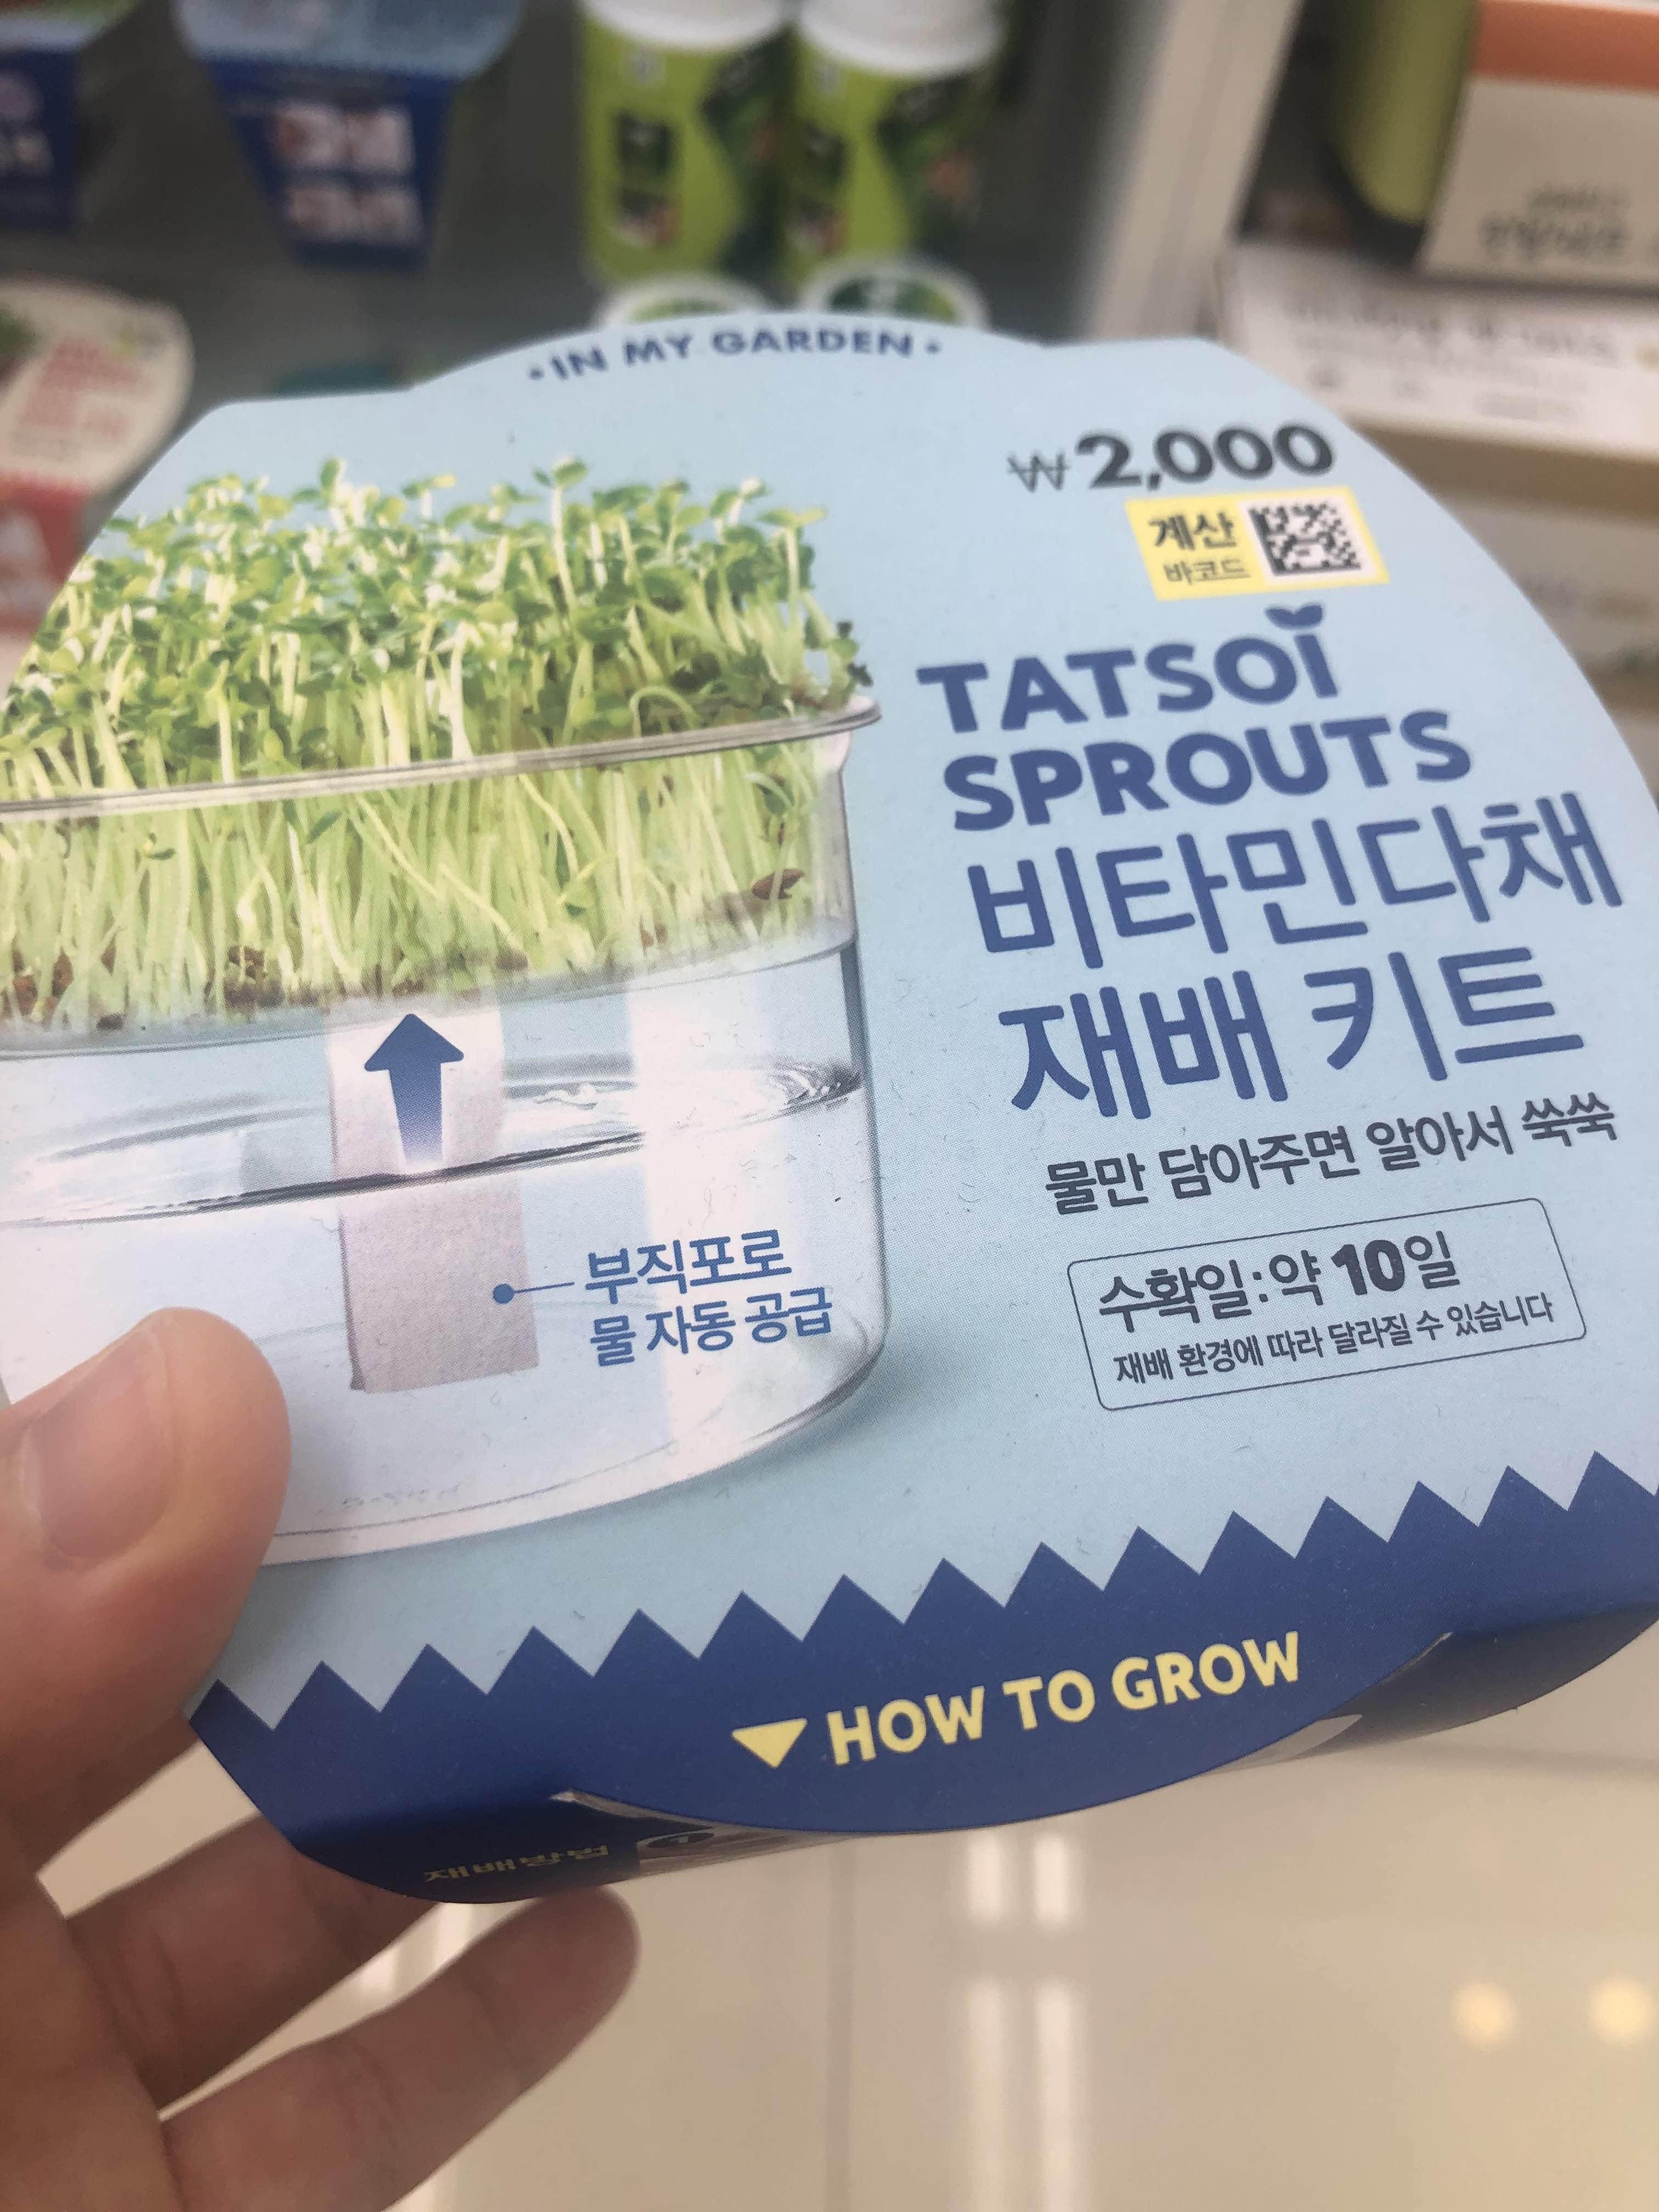 • IN MY GARDEN •
₩2,000
계산
바코드
TATSOI
SPROUTS
비타민다채
재배 키트
물만 담아주면 알아서 쑥쑥
수확일:약 10일
재배 환경에 따라 달라질 수 있습니다
부직포로
물 자동 공급
HOW TO GROW
재배방법
1